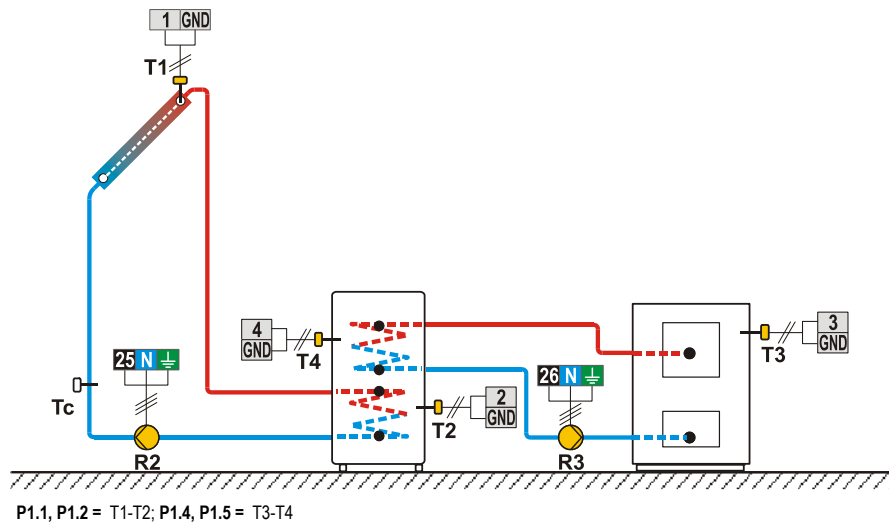 1 GND
T1
4
GND
T4
3
GND
T3
25 N
26 N
2
GND
Tc
T2
R2
R3
P1.1, P1.2 = T1-T2; P1.4, P1.5 = T3-T4